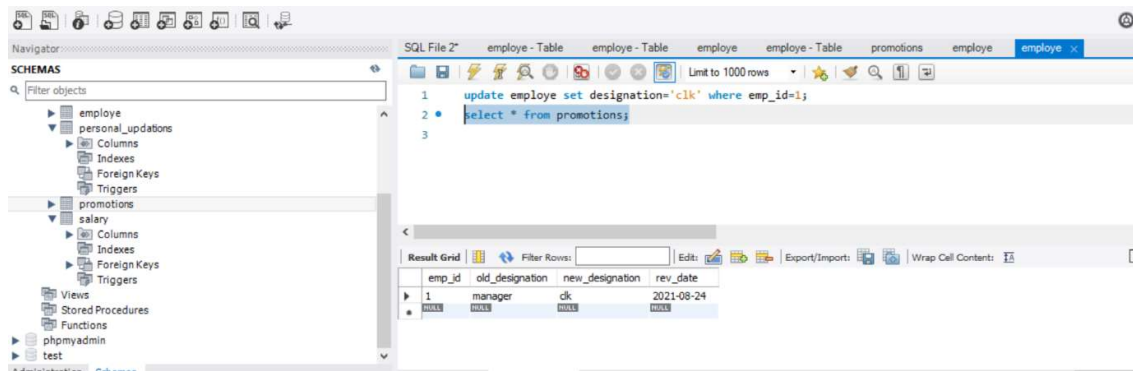 Navigator
SCHEMAS
Filter objects
employe
personal_updations
Columns
Indexes
Foreign Keys
Triggers
promotions
salary
Columns
Indexes
Foreign Keys
Triggers
Views
Stored Procedures
Functions
phpmyadmin
test
Administration Schemas
SQL File 2* employe - Table employe - Table employe employe - Table promotions employe employe ×
Limit to 1000 rows
1 update employe set designation='clk' where emp_id=1;
2 select * from promotions;
3
Result Grid Filter Rows: Edit: Export/Import: Wrap Cell Content: IA
emp_id old_designation new_designation rev_date
1 manager clk 2021-08-24
NULL NULL NULL NULL